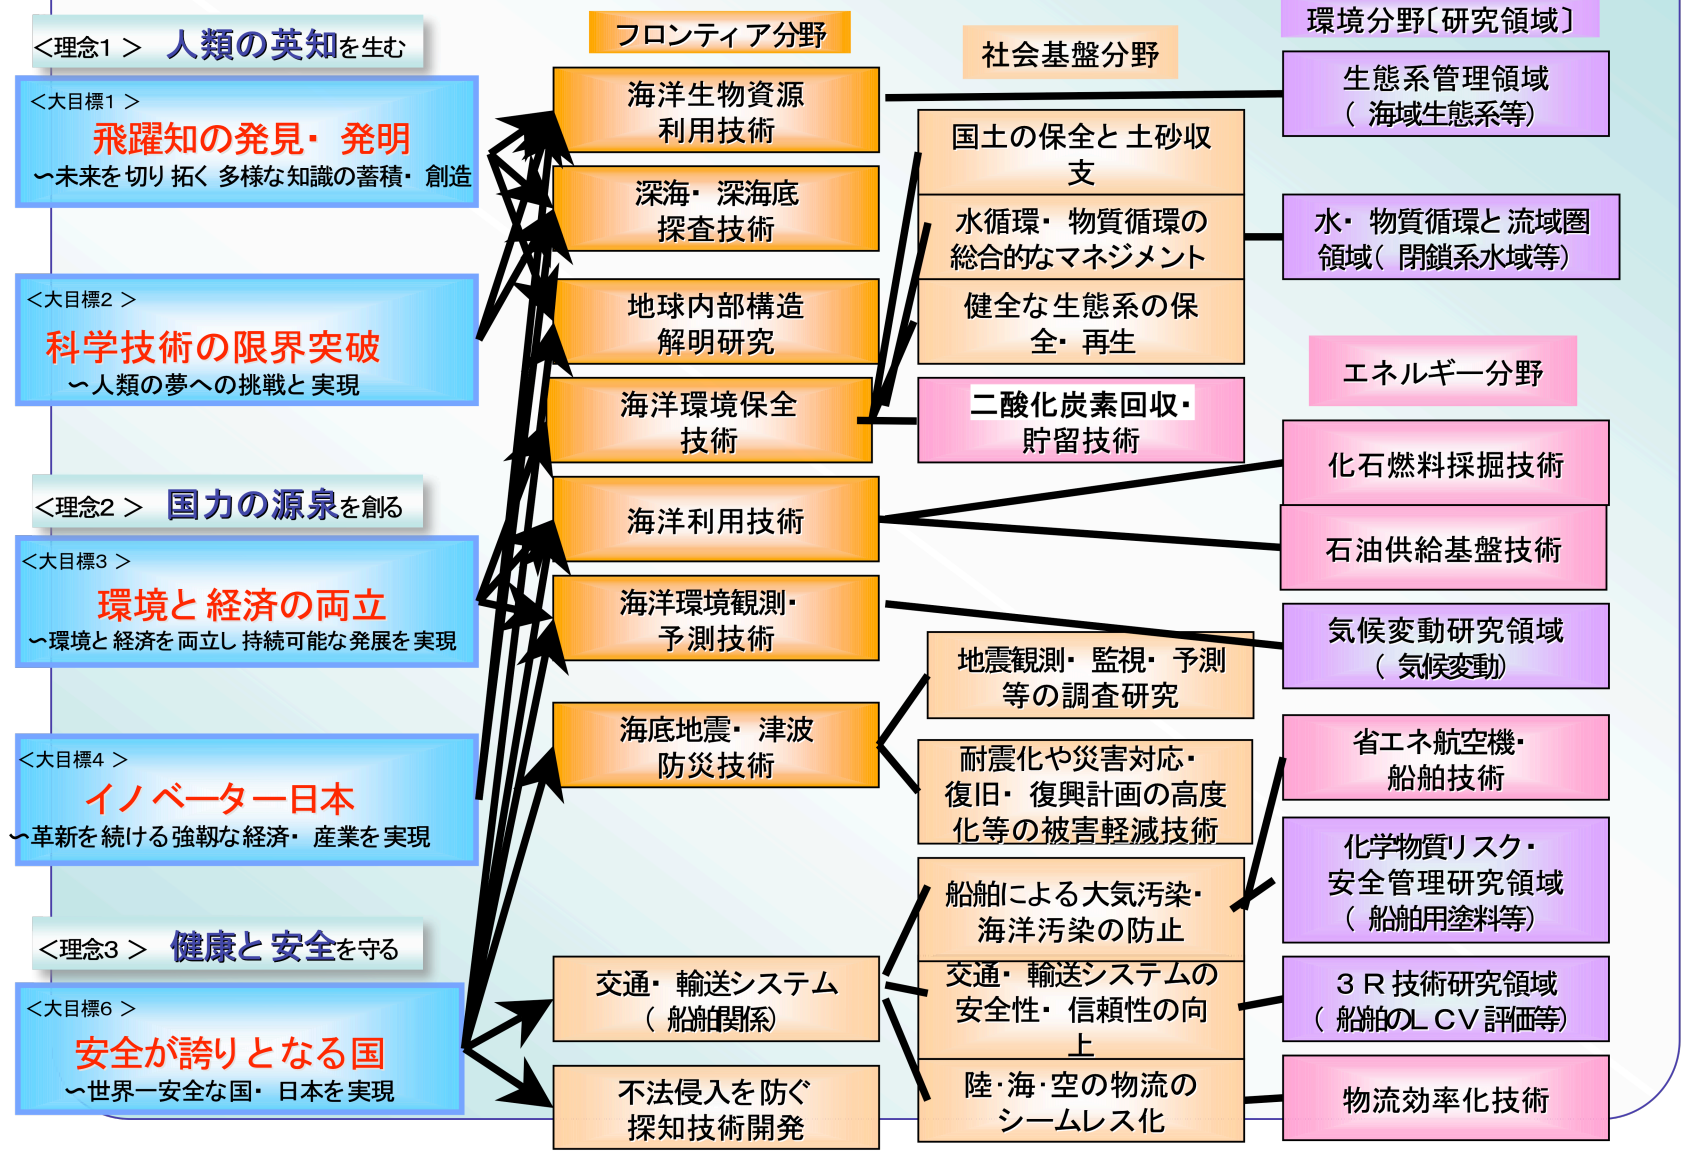 ＜理念1 ＞ 人類の英知を生む
＜大目標1 ＞
飛躍知の発見・ 発明
～未来を切り拓く多様な知識の蓄積・ 創造
＜大目標2 ＞
科学技術の限界突破
～人類の夢への挑戦と実現
＜理念2 ＞ 国力の源泉を創る
＜大目標3 ＞
環境と経済の両立
～環境と経済を両立し持続可能な発展を実現
＜大目標4 ＞
イノベーター日本
～革新を続ける強靱な経済・ 産業を実現
＜理念3 ＞ 健康と安全を守る
＜大目標6 ＞
安全が誇りとなる国
～世界一安全な国・ 日本を実現
フロンティア分野
海洋生物資源
利用技術
深海・ 深海底
探査技術
地球内部構造
解明研究
海洋環境保全
技術
海洋利用技術
海洋環境観測・
予測技術
海底地震・ 津波
防災技術
交通・ 輸送システム
（ 船舶関係）
不法侵入を防ぐ
探知技術開発
社会基盤分野
国土の保全と土砂収
支
水循環・ 物質循環の
総合的なマネジメント
健全な生態系の保
全・ 再生
二酸化炭素回収・
貯留技術
地震観測・ 監視・ 予測
等の調査研究
耐震化や災害対応・
復旧・ 復興計画の高度
化等の被害軽減技術
船舶による大気汚染・
海洋汚染の防止
交通・ 輸送システムの
安全性・ 信頼性の向
上
陸・海・空の物流の
シームレス化
環境分野〔研究領域〕
生態系管理領域
（ 海域生態系等）
水・ 物質循環と流域圏
領域（ 閉鎖系水域等）
エネルギー分野
化石燃料採掘技術
石油供給基盤技術
気候変動研究領域
（ 気候変動）
省エネ航空機・
船舶技術
化学物質リスク・
安全管理研究領域
（ 船舶用塗料等）
３Ｒ技術研究領域
（ 船舶のＬＣＶ評価等）
物流効率化技術